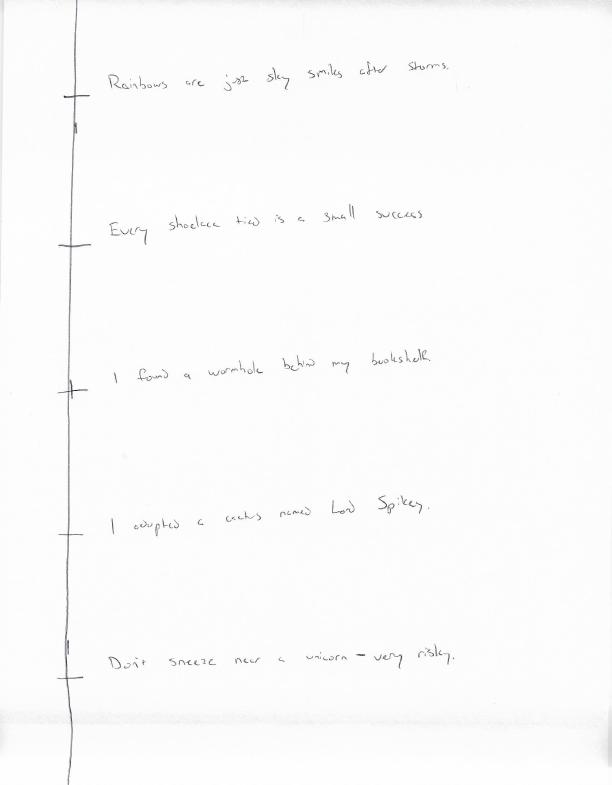 Rainbows are just sky smiles after storms.
Every shoelace tied is a small success
I found a wormhole behind my bookshelf.
I adopted a cactus named Lord Spikey.
Don't sneeze near a unicorn – very risky.